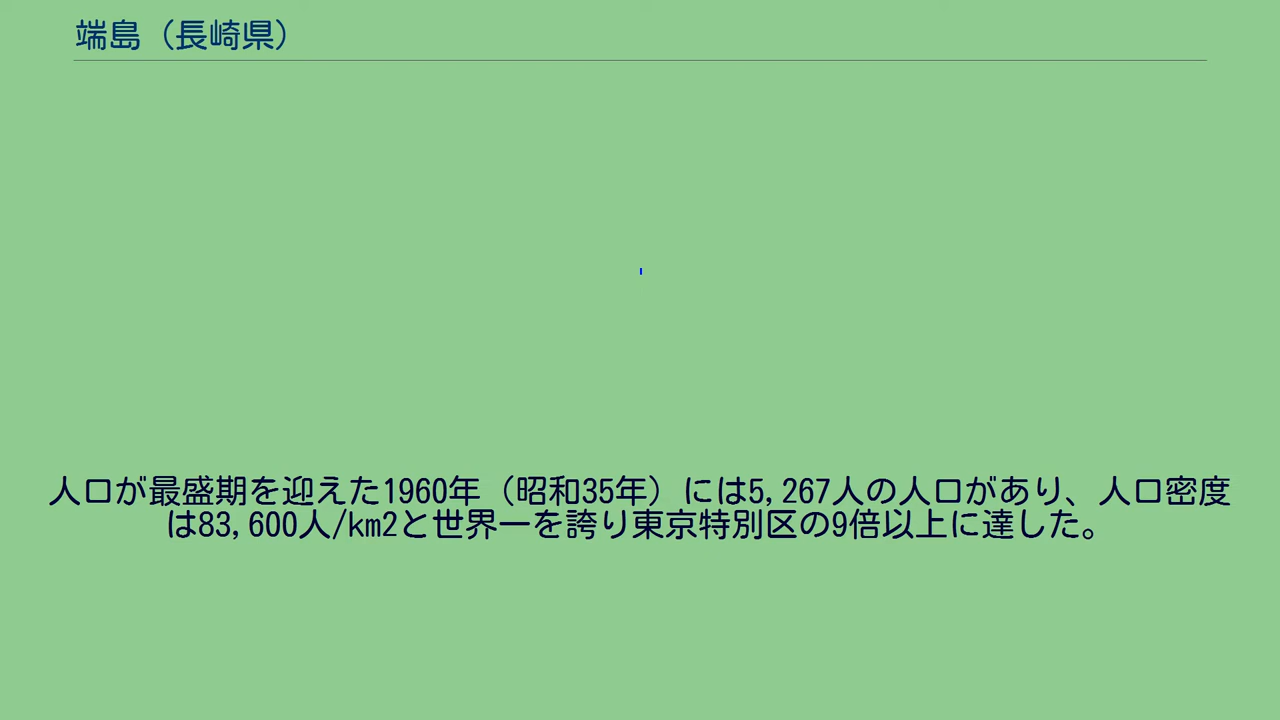 端島（長崎県）
人口が最盛期を迎えた1960年（昭和35年）には5,267人の人口があり、人口密度
は83,600人/km2と世界一を誇り東京特別区の9倍以上に達した。